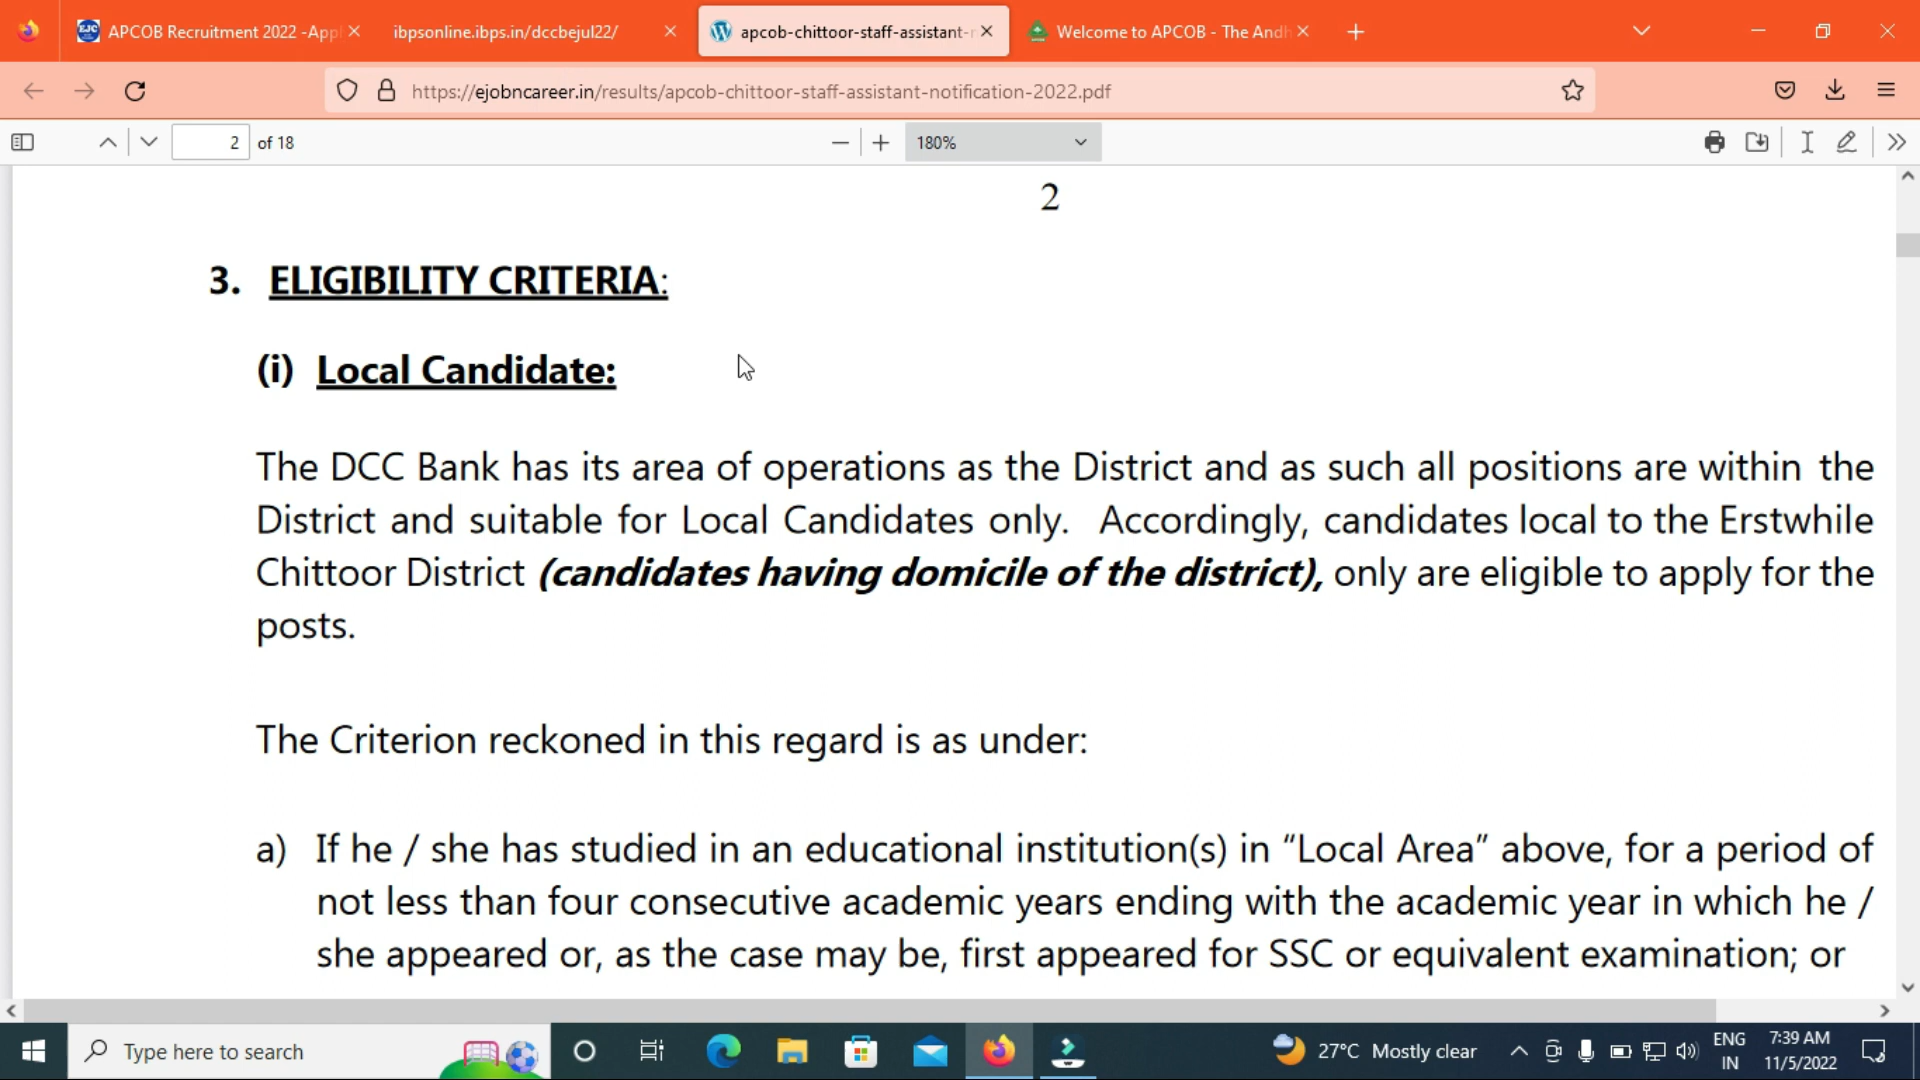 APCOB Recruitment 2022 -Appl
ibpsonline.ibps.in/dccbejul22/
apcob-chittoor-staff-assistant-n
Welcome to APCOB - The Andh
https://ejobncareer.in/results/apcob-chittoor-staff-assistant-notification-2022.pdf
2 of 18
180%
2
3. ELIGIBILITY CRITERIA:
(i) Local Candidate:
The DCC Bank has its area of operations as the District and as such all positions are within the
District and suitable for Local Candidates only. Accordingly, candidates local to the Erstwhile
Chittoor District (candidates having domicile of the district), only are eligible to apply for the
posts.
The Criterion reckoned in this regard is as under:
a) If he / she has studied in an educational institution(s) in “Local Area” above, for a period of
not less than four consecutive academic years ending with the academic year in which he /
she appeared or, as the case may be, first appeared for SSC or equivalent examination; or
Type here to search
27°C Mostly clear
ENG
IN
7:39 AM
11/5/2022